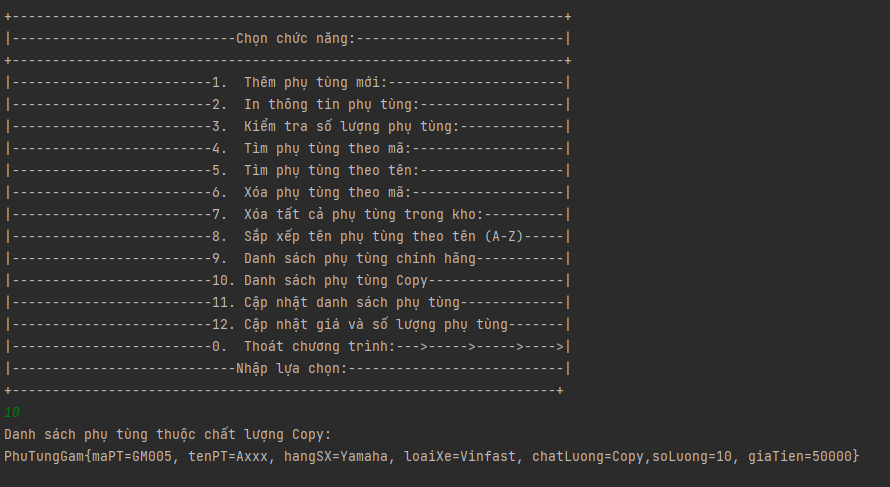 +---------------------------------------------------------------------+
|----------------------------Chọn chức năng:--------------------------|
+---------------------------------------------------------------------+
|-------------------------1.  Thêm phụ tùng mới:----------------------|
|-------------------------2.  In thông tin phụ tùng:------------------|
|-------------------------3.  Kiểm tra số lượng phụ tùng:-------------|
|-------------------------4.  Tìm phụ tùng theo mã:-------------------|
|-------------------------5.  Tìm phụ tùng theo tên:------------------|
|-------------------------6.  Xóa phụ tùng theo mã:-------------------|
|-------------------------7.  Xóa tất cả phụ tùng trong kho:----------|
|-------------------------8.  Sắp xếp tên phụ tùng theo tên (A-Z)-----|
|-------------------------9.  Danh sách phụ tùng chính hãng-----------|
|-------------------------10. Danh sách phụ tùng Copy-----------------|
|-------------------------11. Cập nhật danh sách phụ tùng-------------|
|-------------------------12. Cập nhật giá và số lượng phụ tùng-------|
|-------------------------0.  Thoát chương trình:--->----->----->---->|
|----------------------------Nhập lựa chọn:---------------------------|
+--------------------------------------------------------------------+
10
Danh sách phụ tùng thuộc chất lượng Copy:
PhuTungGam{maPT=GM005, tenPT=Axxx, hangSX=Yamaha, loaiXe=Vinfast, chatLuong=Copy,soLuong=10, giaTien=50000}